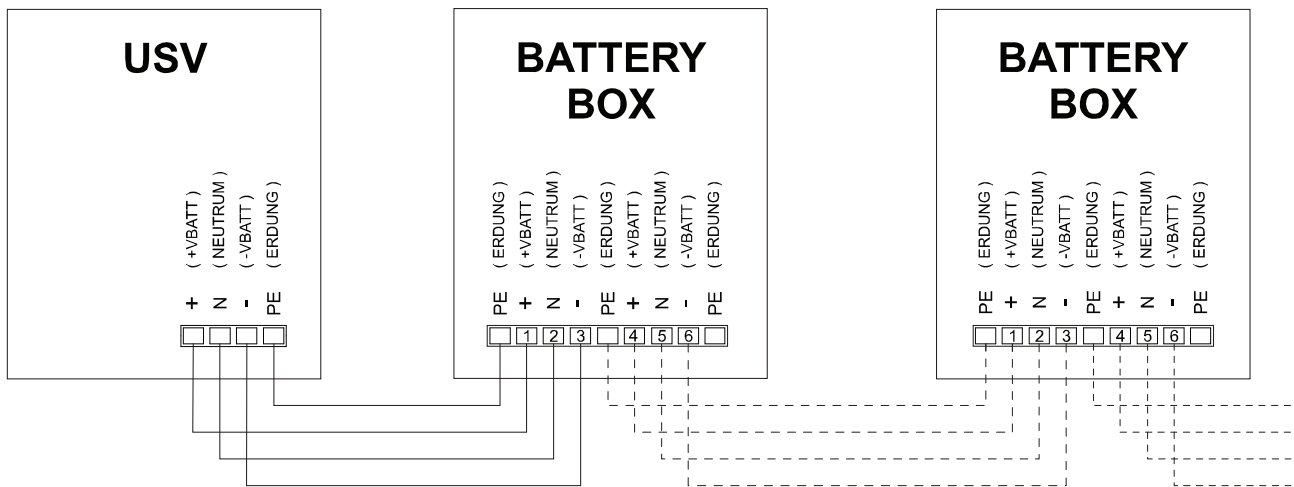 USV
( +VBATT )
( NEUTRUM )
( -VBATT )
( ERDUNG )
+ N - PE
BATTERY
BOX
( ERDUNG )
( +VBATT )
( NEUTRUM )
( -VBATT )
( ERDUNG )
( +VBATT )
( NEUTRUM )
( -VBATT )
( ERDUNG )
PE + N - PE + N - PE
1 2 3 4 5 6
BATTERY
BOX
( ERDUNG )
( +VBATT )
( NEUTRUM )
( -VBATT )
( ERDUNG )
( +VBATT )
( NEUTRUM )
( -VBATT )
( ERDUNG )
PE + N - PE + N - PE
1 2 3 4 5 6